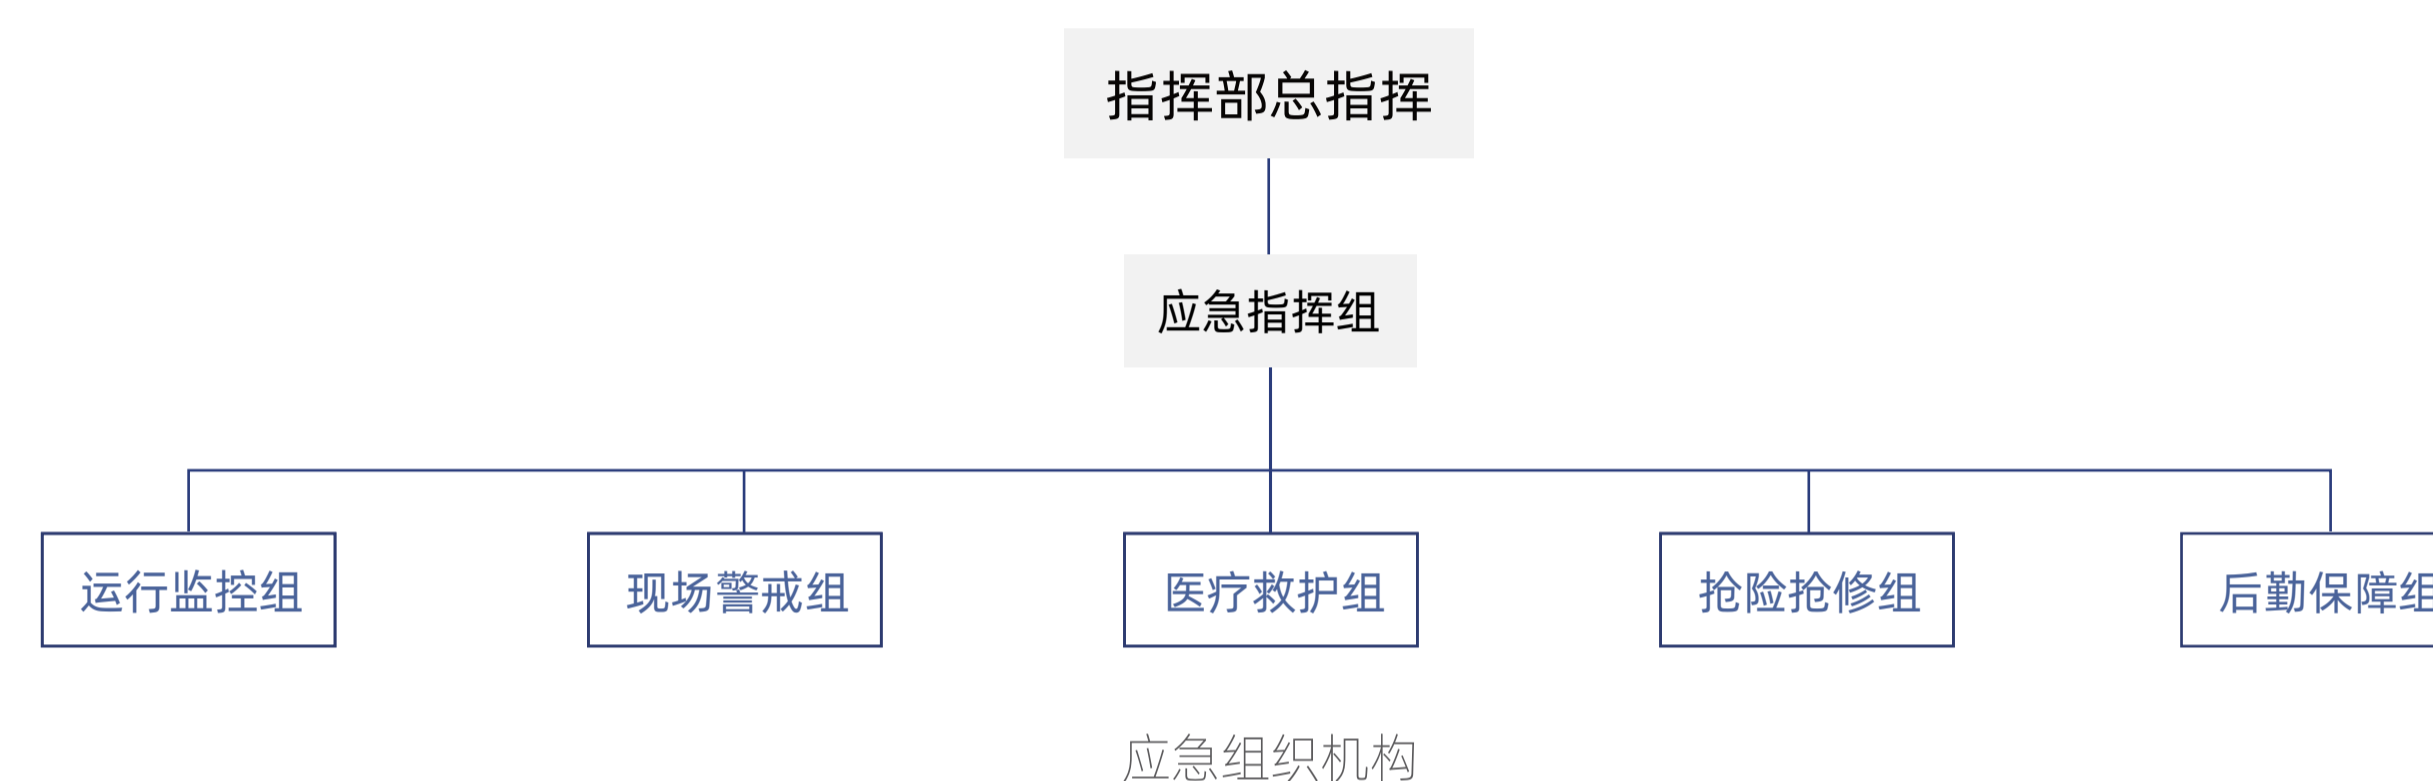 指挥部总指挥
应急指挥组
运行监控组
现场警戒组
医疗救护组
抢险抢修组
后勤保障组
应急组织机构